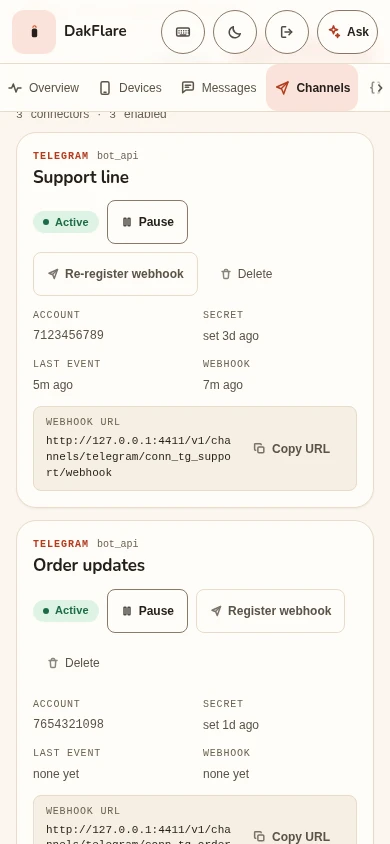 DakFlare
Ask
Overview
Devices
Messages
Channels
3 connectors · 3 enabled
TELEGRAM bot_api
Support line
Active
Pause
Re-register webhook
Delete
ACCOUNT
SECRET
7123456789
set 3d ago
LAST EVENT
WEBHOOK
5m ago
7m ago
WEBHOOK URL
http://127.0.0.1:4411/v1/cha
nnels/telegram/conn_tg_suppo
rt/webhook
Copy URL
TELEGRAM bot_api
Order updates
Active
Pause
Register webhook
Delete
ACCOUNT
SECRET
7654321098
set 1d ago
LAST EVENT
WEBHOOK
none yet
none yet
WEBHOOK URL
http://127.0.0.1:4411/v1/cha
nnels/telegram/conn_tg_order
Copy URL